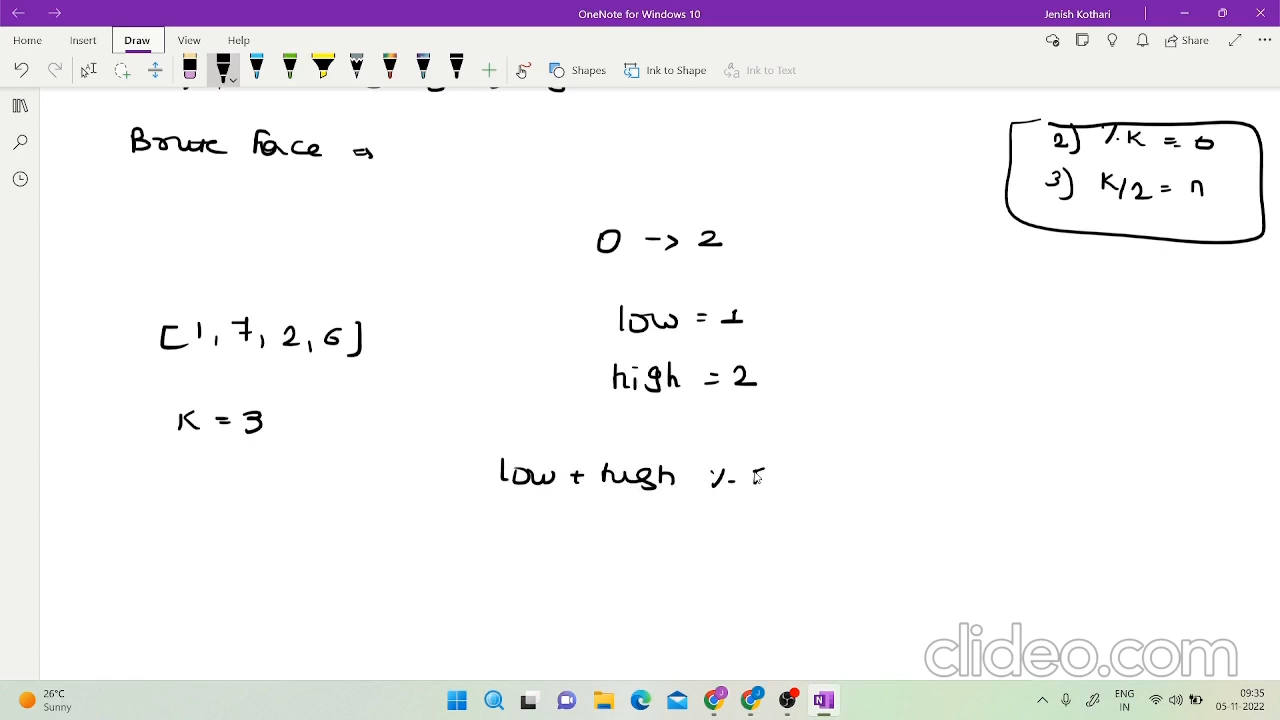 OneNote for Windows 10
Jenish Kothari
Home Insert Draw View Help
Share
Shapes
Ink to Shape
Ink to Text
Brute Force ⇒
2) %K = 0
3) K/2 = n
0 -> 2
[1, 7, 2, 6]
low = 1
high = 2
K = 3
low + high %
clideo.com
26°C
Sunny
ENG
IN
09:35
05-11-2022